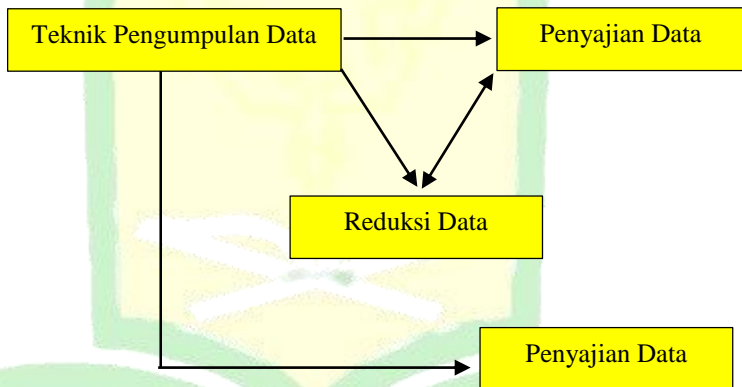 Teknik Pengumpulan Data
Penyajian Data
Reduksi Data
Penyajian Data